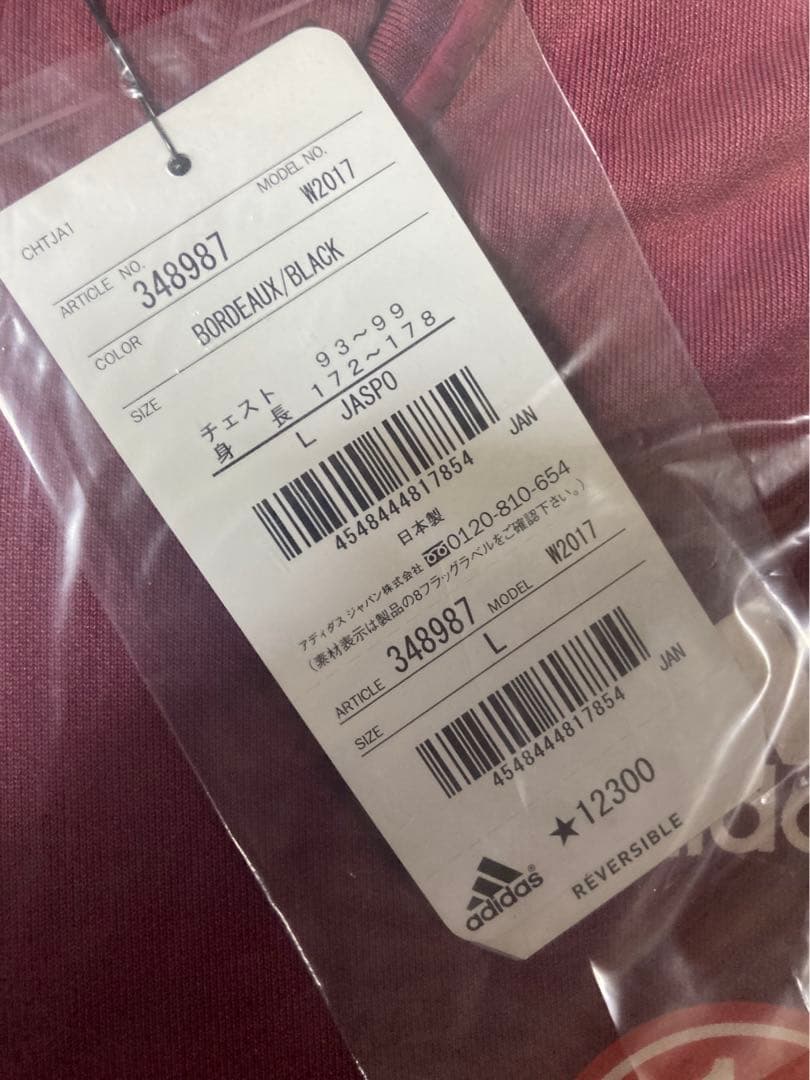 CHTJA1
ARTICLE NO. MODEL NO.
348987 W2017
COLOR BORDEAUX/BLACK
SIZE
チェスト 93~99
身長 172~178
L JASPO
JAN
4548444817854
日本製
アディダス ジャパン株式会社 0120-810-654
(素材表示は製品の8フラッグラベルをご確認下さい。)
ARTICLE 348987 MODEL W2017
SIZE L
JAN
4548444817854
★12300
adidas®
REVERSIBLE
adidas